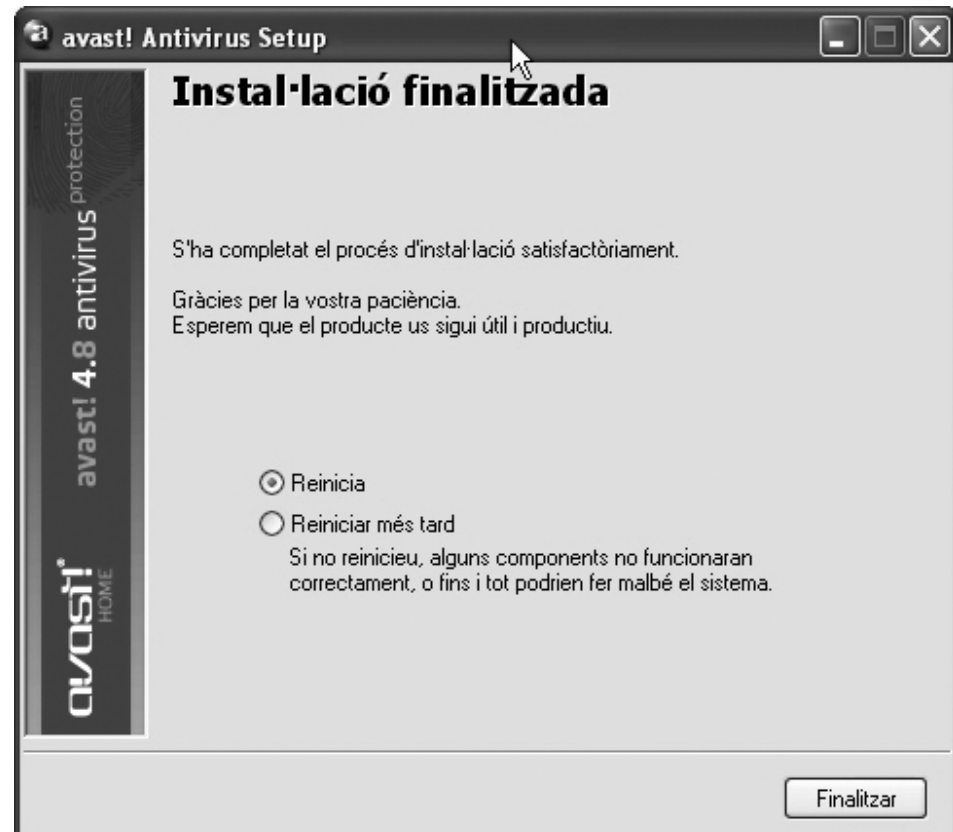 avast! Antivirus Setup
Instal·lació finalitzada
avast! 4.8 antivirus protection
avast!
HOME
S'ha completat el procés d'instal·lació satisfactòriament.
Gràcies per la vostra paciència.
Esperem que el producte us sigui útil i productiu.
Reinicia
Reiniciar més tard
Si no reinicieu, alguns components no funcionaran
correctament, o fins i tot podrien fer malbé el sistema.
Finalitzar